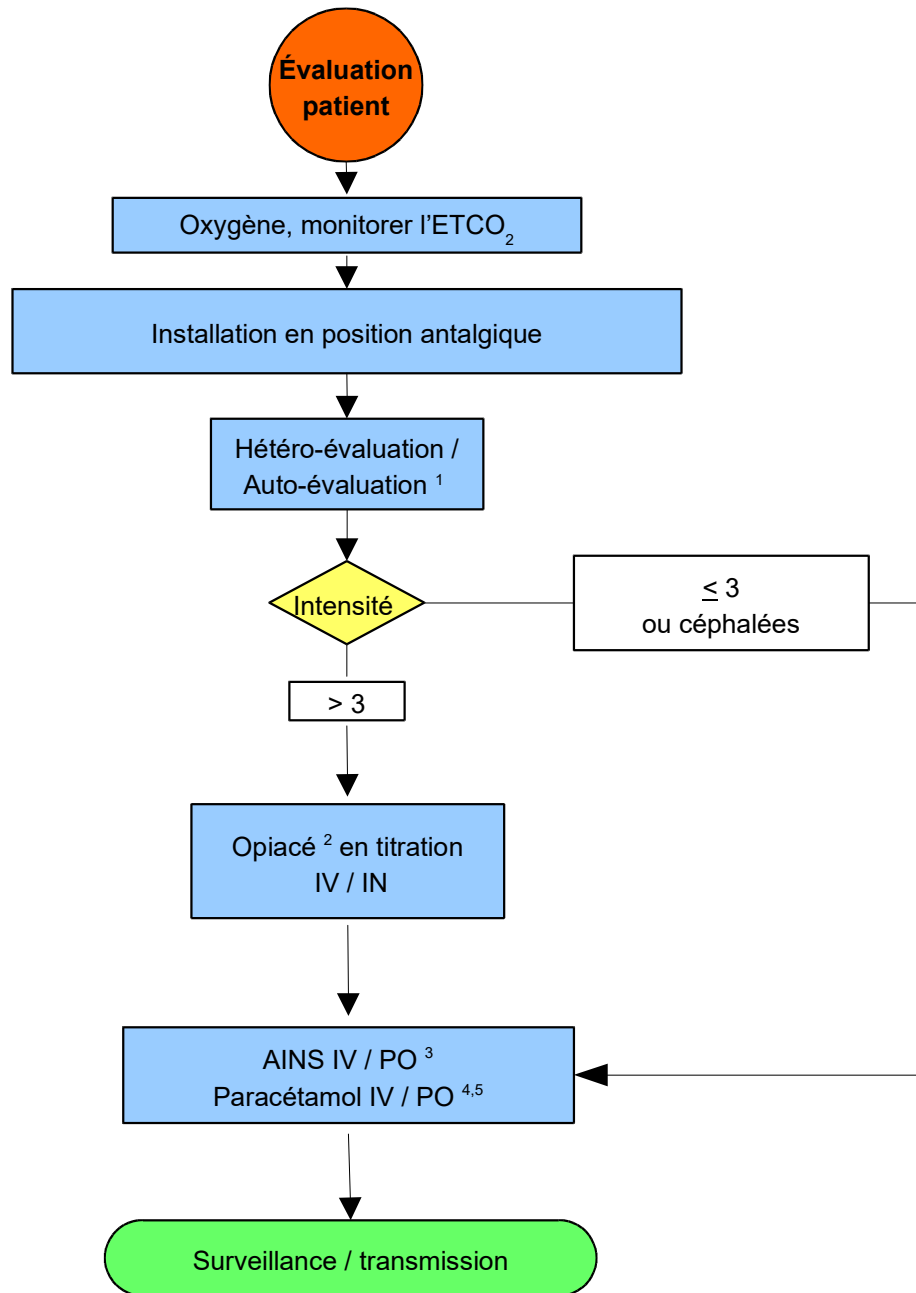 Évaluation
patient
Oxygène, monitorer l'ETCO₂
Installation en position antalgique
Hétéro-évaluation /
Auto-évaluation ¹
Intensité
≤ 3
ou céphalées
> 3
Opiacé ² en titration
IV / IN
AINS IV / PO ³
Paracétamol IV / PO ⁴,⁵
Surveillance / transmission